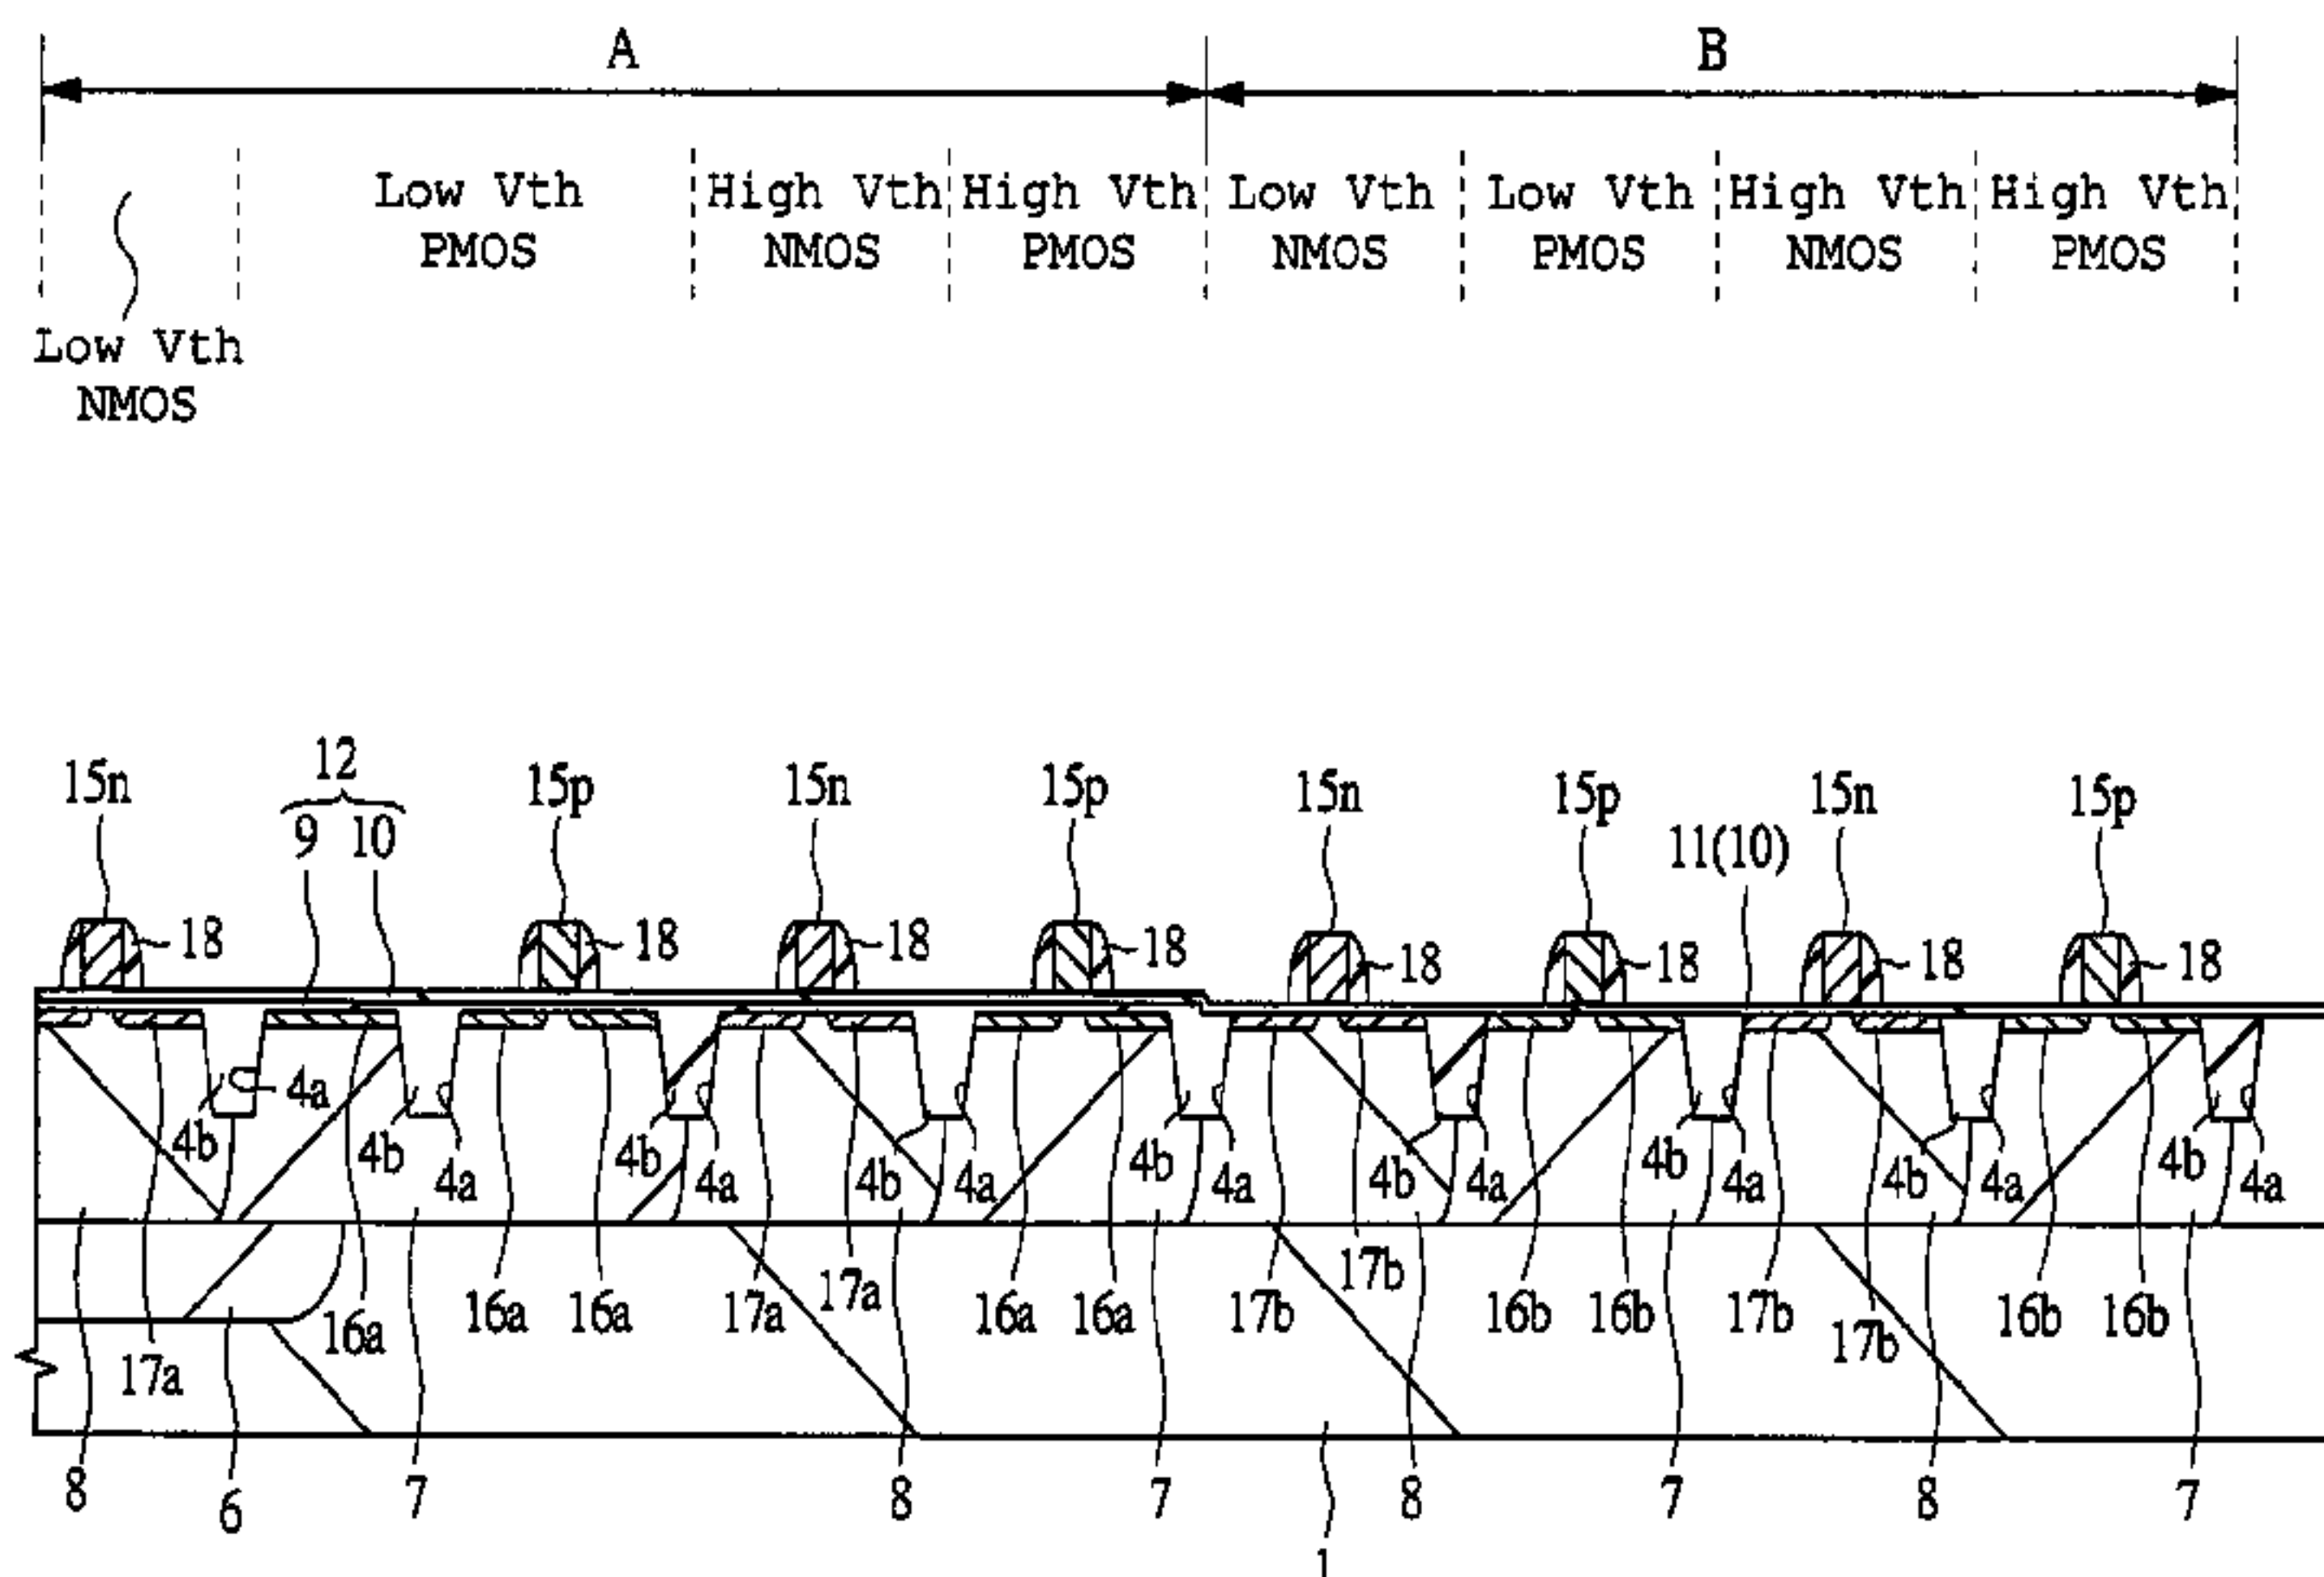 A B
Low Vth High Vth High Vth Low Vth Low Vth High Vth High Vth
PMOS NMOS PMOS NMOS PMOS NMOS PMOS
Low Vth
NMOS
12
15n 15p 15n 15p 15n 15p 15n 15p
9 10 11(10)
18 18 18 18 18 18 18 18
4a
4b 4b 4b 4b 4b 4b 4b 4b 4b
4a 4a 4a 4a 4a 4a 4a 4a
17a 17b
16a 16a 16a 17a 16a 16a 17b 16b 16b 17b 16b 16b
17a 17b
8 6 7 8 7 8 7 8 7
1